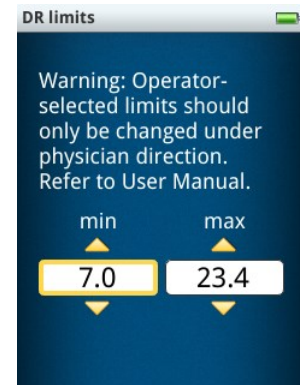 DR limits
Warning: Operator-
selected limits should
only be changed under
physician direction.
Refer to User Manual.
min max
7.0 23.4